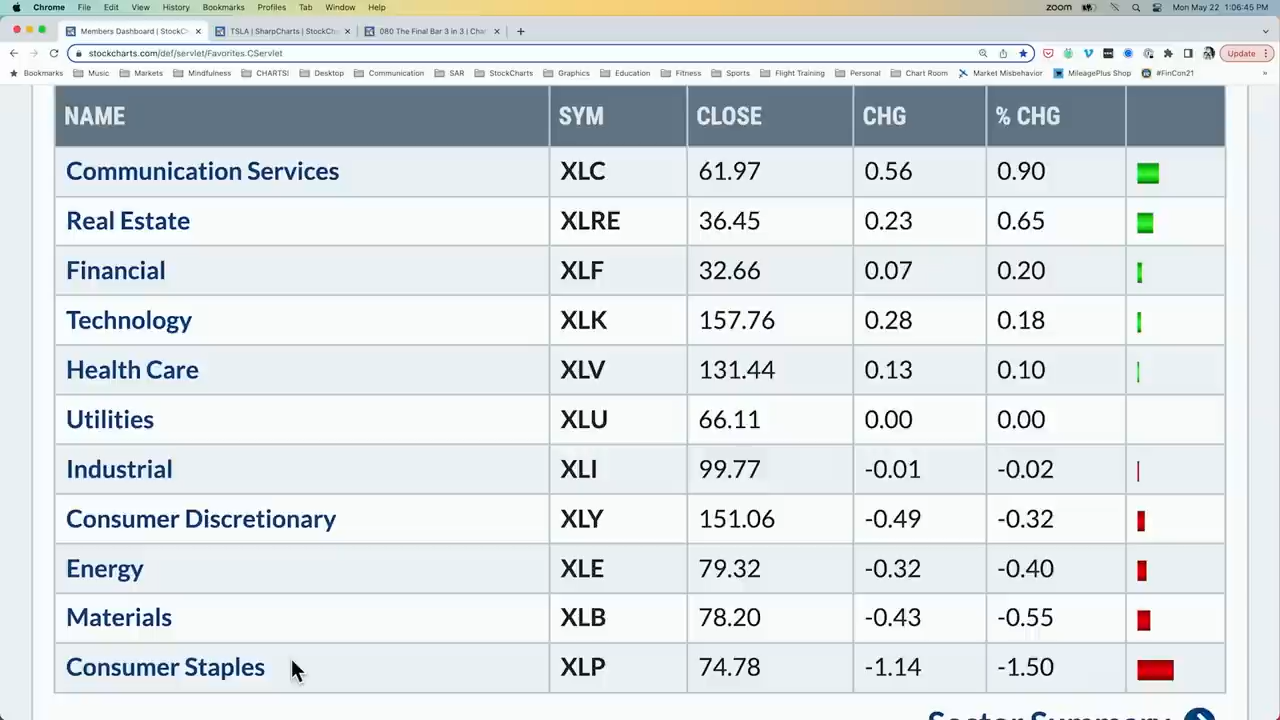 Chrome File Edit View History Bookmarks Profiles Tab Window Help zoom Mon May 22 1:06:45 PM
Members Dashboard | StockC × TSLA | SharpCharts | StockCh × 080 The Final Bar 3 in 3 | Char × +
stockcharts.com/def/servlet/Favorites.CServlet Update
Bookmarks Music Markets Mindfulness CHARTS! Desktop Communication SAR StockCharts Graphics Education Fitness Sports Flight Training Personal Chart Room Market Misbehavior MileagePlus Shop #FinCon21 »
NAME SYM CLOSE CHG % CHG
Communication Services XLC 61.97 0.56 0.90
Real Estate XLRE 36.45 0.23 0.65
Financial XLF 32.66 0.07 0.20
Technology XLK 157.76 0.28 0.18
Health Care XLV 131.44 0.13 0.10
Utilities XLU 66.11 0.00 0.00
Industrial XLI 99.77 -0.01 -0.02
Consumer Discretionary XLY 151.06 -0.49 -0.32
Energy XLE 79.32 -0.32 -0.40
Materials XLB 78.20 -0.43 -0.55
Consumer Staples XLP 74.78 -1.14 -1.50
Sector Summary